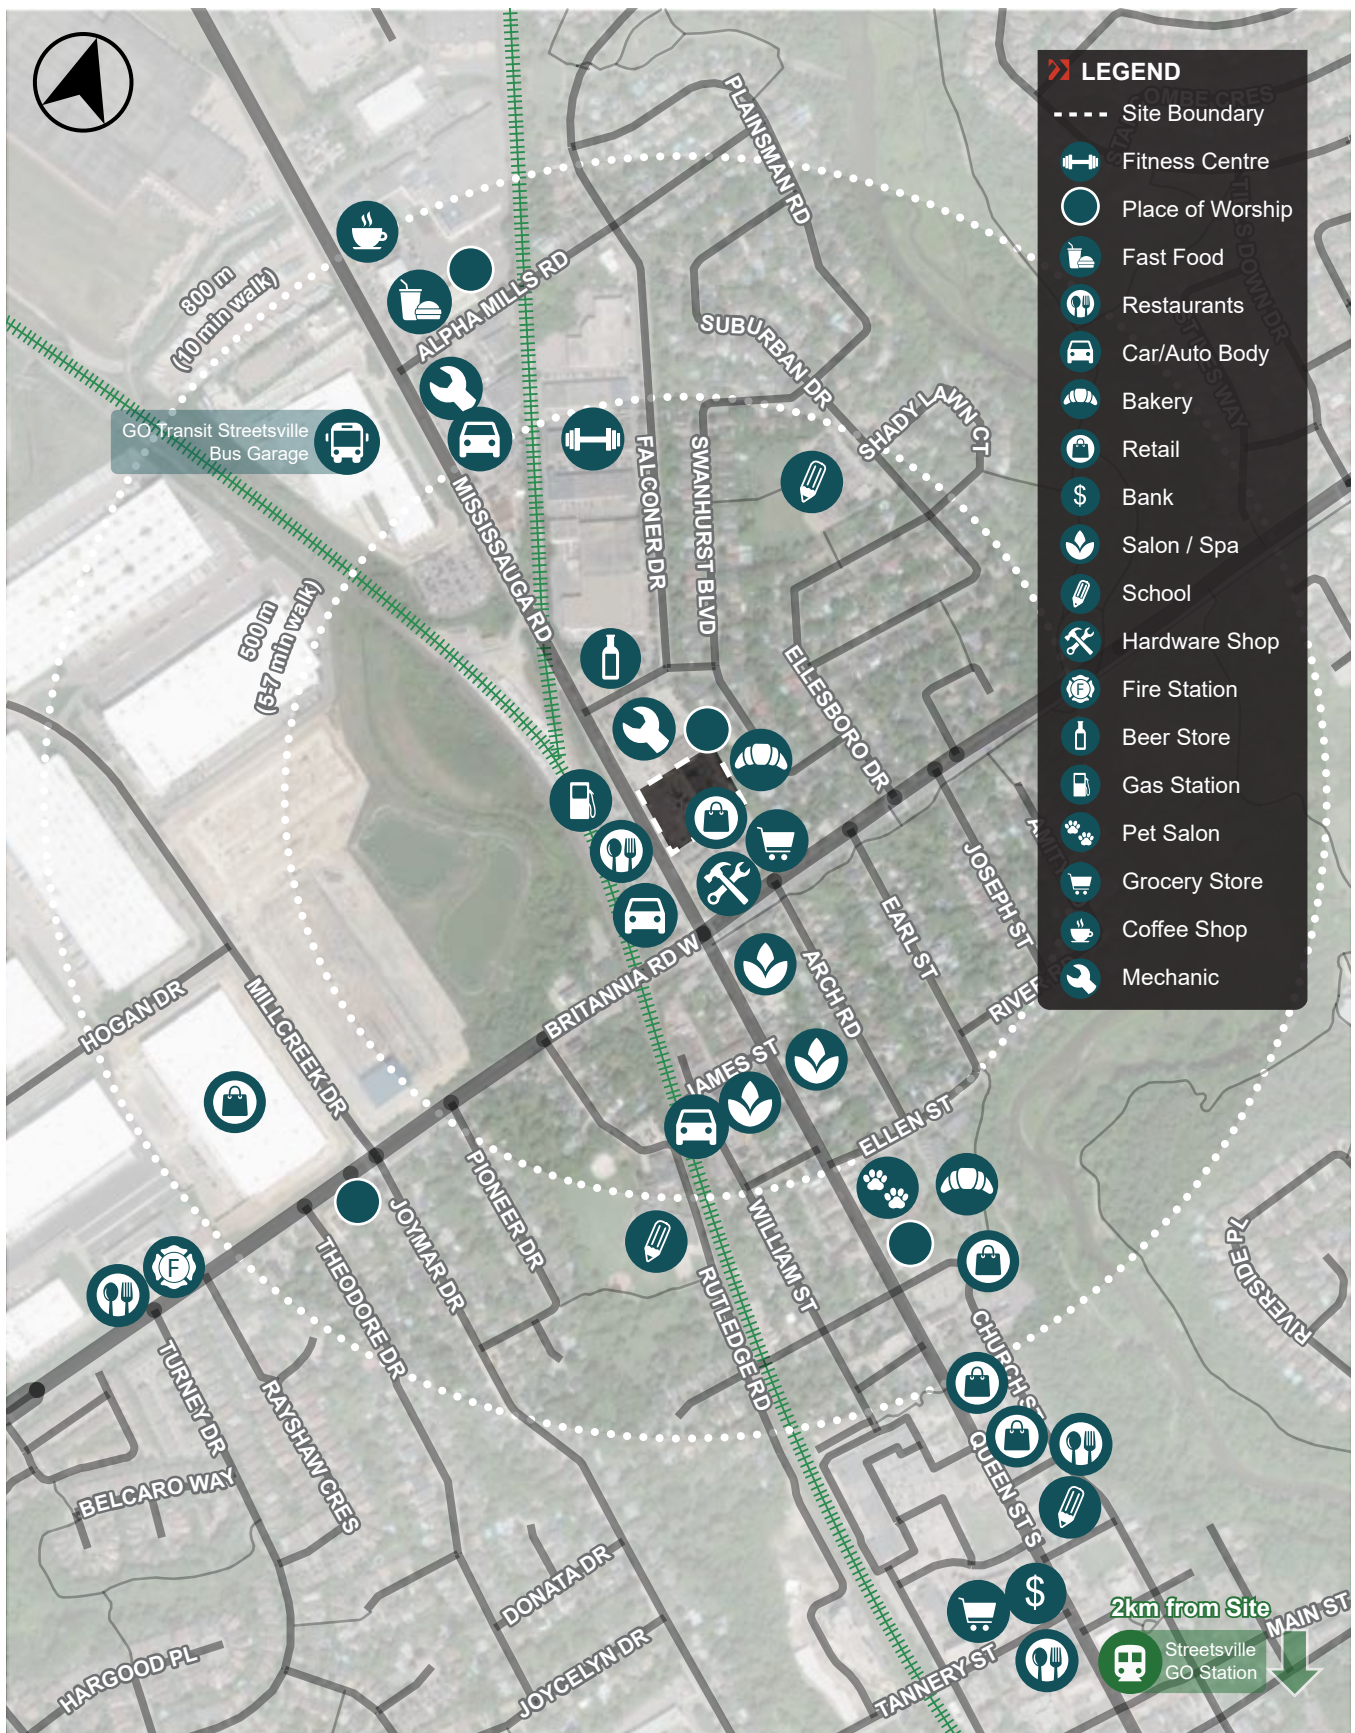 LEGEND
Site Boundary
Fitness Centre
Place of Worship
Fast Food
Restaurants
Car/Auto Body
Bakery
Retail
$ Bank
Salon / Spa
School
Hardware Shop
F Fire Station
Beer Store
Gas Station
Pet Salon
Grocery Store
Coffee Shop
Mechanic
PLAINSMAN RD
800 m
(10 min walk)
ALPHA MILLS RD
SUBURBAN DR
SHADY LAWN CT
GO Transit Streetsville
Bus Garage
FALCONER DR
SWANHURST BLVD
MISSISSAUGA RD
500 m
(5-7 min walk)
ELLESBORO DR
JOSEPH ST
EARL ST
ARCH RD
BRITANNIA RD W
HOGAN DR
MILLCREEK DR
JAMES ST
ELLEN ST
PIONEER DR
JOYMAR DR
THEODORE DR
WILLIAM ST
RUTLEDGE RD
RIVERSIDE PL
CHURCH ST
F
TURNEY DR
RAYSHAW CRES
BELCARO WAY
QUEEN ST S
DONATA DR
$
2km from Site
Streetsville
GO Station
MAIN ST
HARGOOD PL
JOYCELYN DR
TANNERY ST